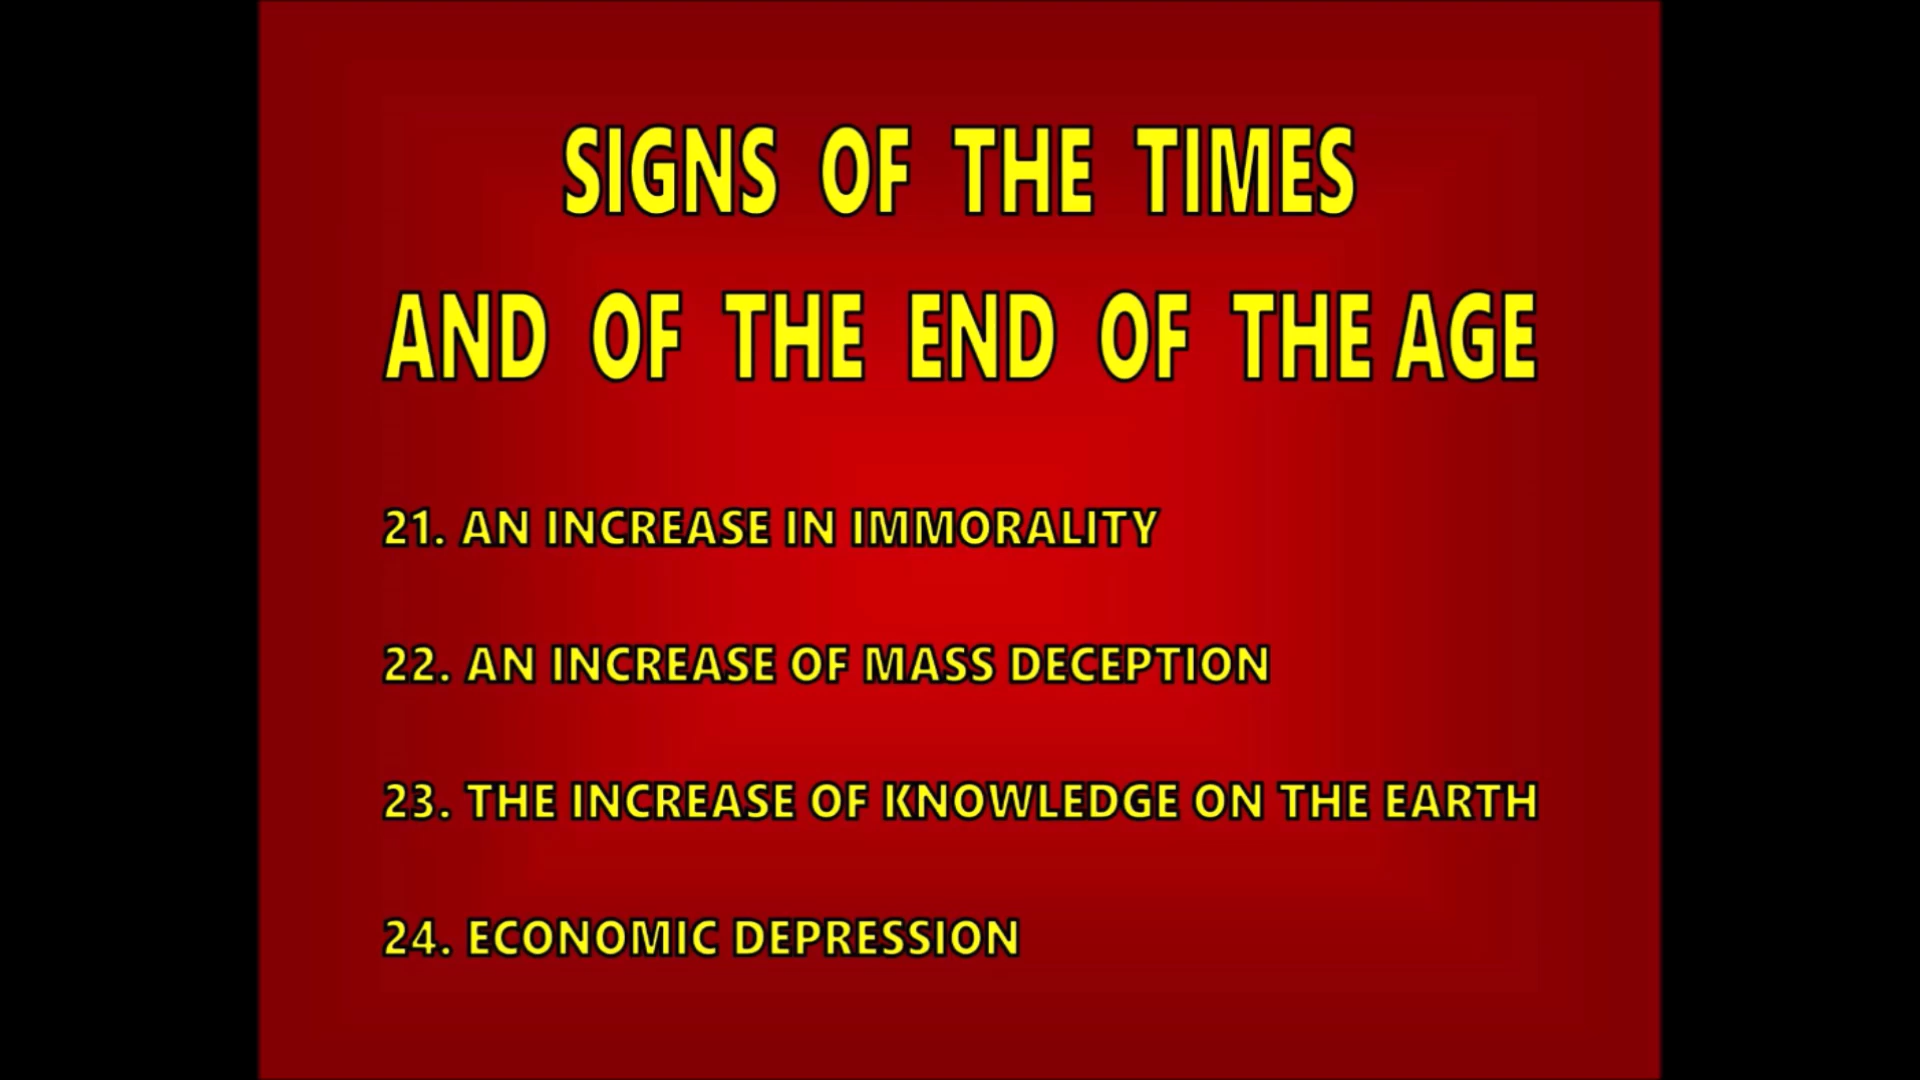 SIGNS OF THE TIMES
AND OF THE END OF THE AGE
21. AN INCREASE IN IMMORALITY
22. AN INCREASE OF MASS DECEPTION
23. THE INCREASE OF KNOWLEDGE ON THE EARTH
24. ECONOMIC DEPRESSION